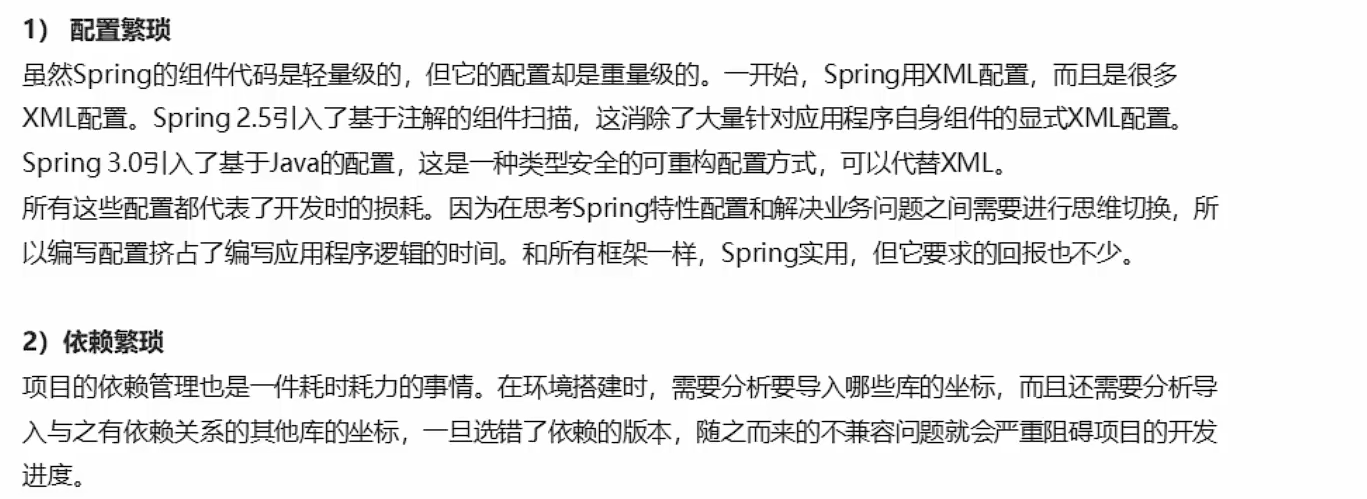 1） 配置繁琐
虽然Spring的组件代码是轻量级的，但它的配置却是重量级的。一开始，Spring用XML配置，而且是很多
XML配置。Spring 2.5引入了基于注解的组件扫描，这消除了大量针对应用程序自身组件的显式XML配置。
Spring 3.0引入了基于Java的配置，这是一种类型安全的可重构配置方式，可以代替XML。
所有这些配置都代表了开发时的损耗。因为在思考Spring特性配置和解决业务问题之间需要进行思维切换，所
以编写配置挤占了编写应用程序逻辑的时间。和所有框架一样，Spring实用，但它要求的回报也不少。
2）依赖繁琐
项目的依赖管理也是一件耗时耗力的事情。在环境搭建时，需要分析要导入哪些库的坐标，而且还需要分析导
入与之有依赖关系的其他库的坐标，一旦选错了依赖的版本，随之而来的不兼容问题就会严重阻碍项目的开发
进度。